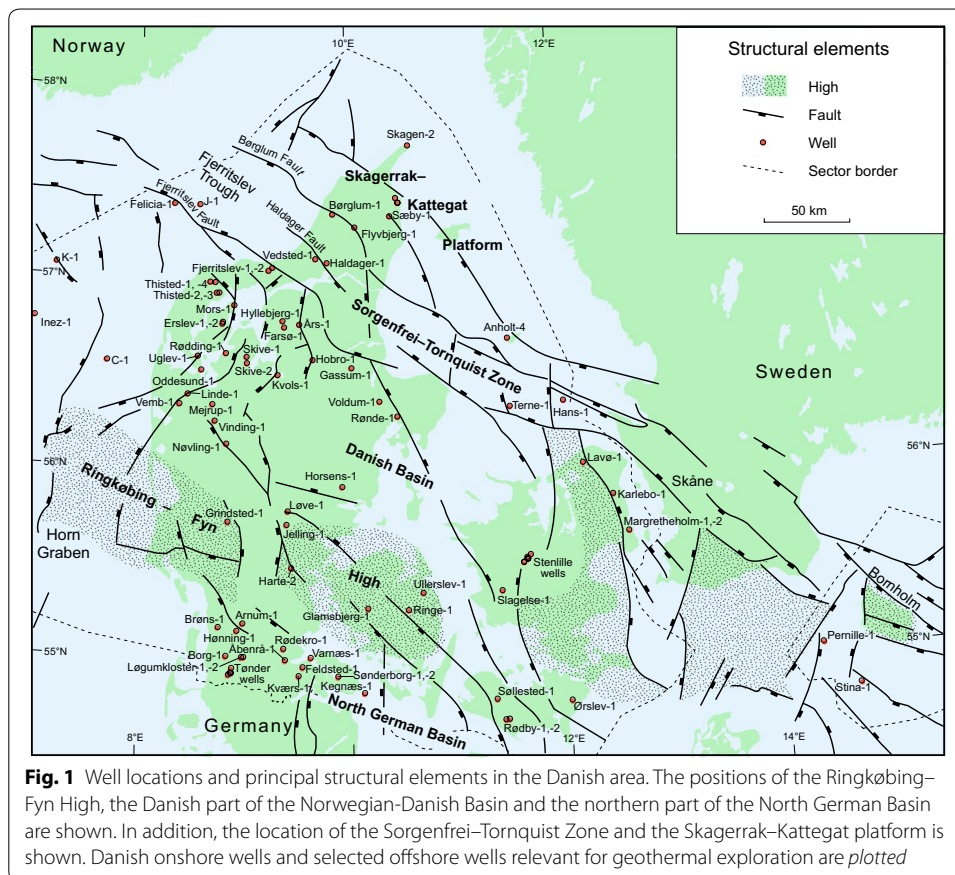 Norway
10°E
12°E
58°N
Structural elements
High
Fault
Well
Sector border
50 km
Skagen-2
Børglum Fault
Fjerritslev
Trough
Skagerrak–
Kattegat
Platform
Fjerritslev Fault
Felicia-1
J-1
Børglum-1
Sæby-1
Flyvbjerg-1
Haldager Fault
K-1
57°N
Vedsted-1
Haldager-1
Fjerritslev-1,-2
Thisted-1, -4
Thisted-2,-3
Mors-1
Inez-1
Erslev-1,-2
Hyllebjerg-1
Farsø-1
Års-1
Sorgenfrei–Tornquist Zone
Anholt-4
Rødding-1
Skive-1
Uglev-1
C-1
Skive-2
Hobro-1
Gassum-1
Sweden
Oddesund-1
Kvols-1
Linde-1
Vemb-1
Mejrup-1
Voldum-1
Terne-1
Hans-1
Rønde-1
Vinding-1
56°N
Nøvling-1
Danish Basin
56°N
Lavø-1
Ringkøbing –
Horsens-1
Skåne
Karlebo-1
Grindsted-1
Fyn
Løve-1
Margretheholm-1,-2
Horn
Graben
Jelling-1
Stenlille
wells
Harte-2
High
Ullerslev-1
Bornholm
Slagelse-1
Glamsbjerg-1
Ringe-1
Brøns-1
Arnum-1
55°N
Hønning-1
Pernille-1
55°N
Rødekro-1
Åbenrå-1
Borg-1
Varnæs-1
Løgumkloster-1,-2
Tønder
wells
Feldsted-1
Sønderborg-1,-2
Stina-1
Kværs-1
Kegnæs-1
Søllested-1
Ørslev-1
Germany
North German Basin
Rødby-1,-2
8°E
12°E
14°E
Fig. 1 Well locations and principal structural elements in the Danish area. The positions of the Ringkøbing–
Fyn High, the Danish part of the Norwegian-Danish Basin and the northern part of the North German Basin
are shown. In addition, the location of the Sorgenfrei–Tornquist Zone and the Skagerrak–Kattegat platform is
shown. Danish onshore wells and selected offshore wells relevant for geothermal exploration are plotted